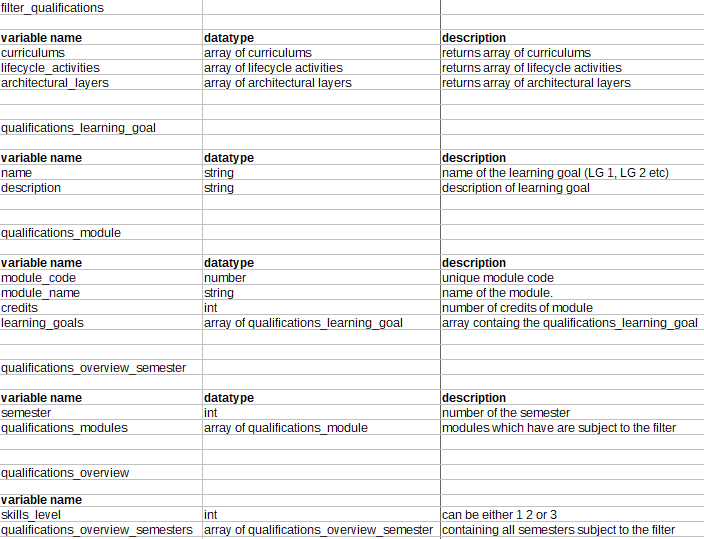 filter_qualifications
variable name datatype description
curriculums array of curriculums returns array of curriculums
lifecycle_activities array of lifecycle activities returns array of lifecycle activities
architectural_layers array of architectural layers returns array of architectural layers
qualifications_learning_goal
variable name datatype description
name string name of the learning goal (LG 1, LG 2 etc)
description string description of learning goal
qualifications_module
variable name datatype description
module_code number unique module code
module_name string name of the module.
credits int number of credits of module
learning_goals array of qualifications_learning_goal array containg the qualifications_learning_goal
qualifications_overview_semester
variable name datatype description
semester int number of the semester
qualifications_modules array of qualifications_module modules which have are subject to the filter
qualifications_overview
variable name
skills_level int can be either 1 2 or 3
qualifications_overview_semesters array of qualifications_overview_semester containing all semesters subject to the filter